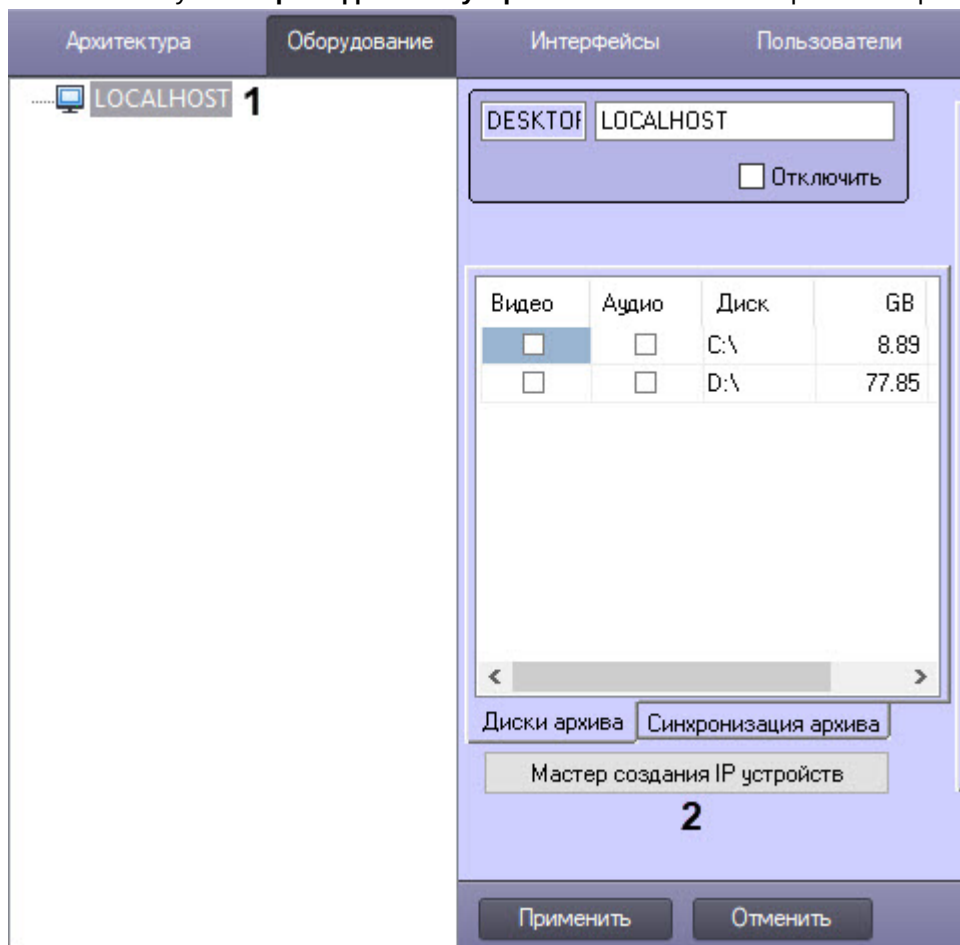 Архитектура Оборудование Интерфейсы Пользователи
LOCALHOST 1
DESKTOP LOCALHOST
Отключить
Видео Аудио Диск GB
C:\ 8.89
D:\ 77.85
Диски архива Синхронизация архива
Мастер создания IP устройств
2
Применить Отменить